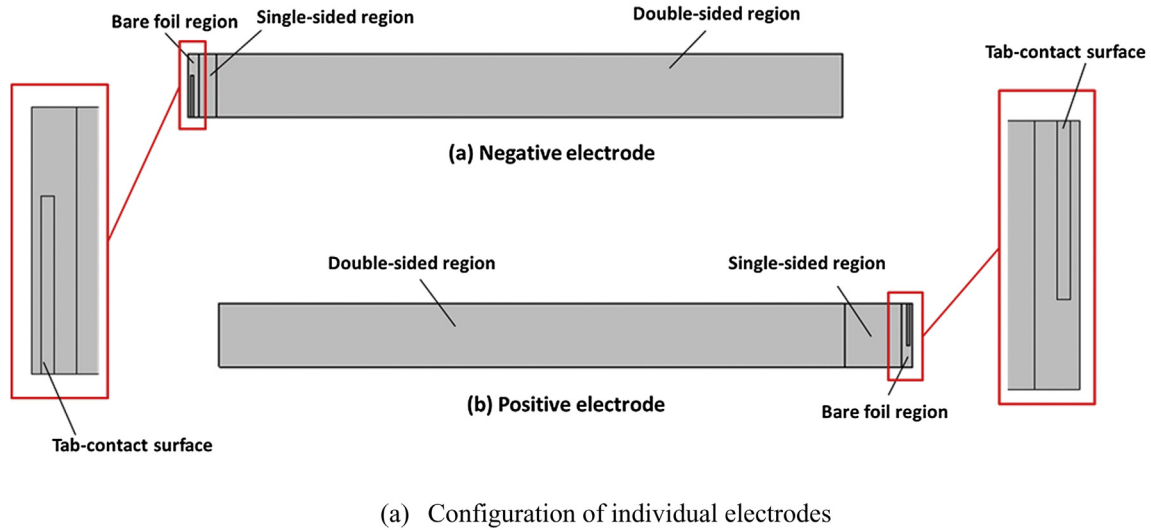 Bare foil region
Single-sided region
Double-sided region
Tab-contact surface
(a) Negative electrode
Double-sided region
Single-sided region
(b) Positive electrode
Bare foil region
Tab-contact surface
(a) Configuration of individual electrodes